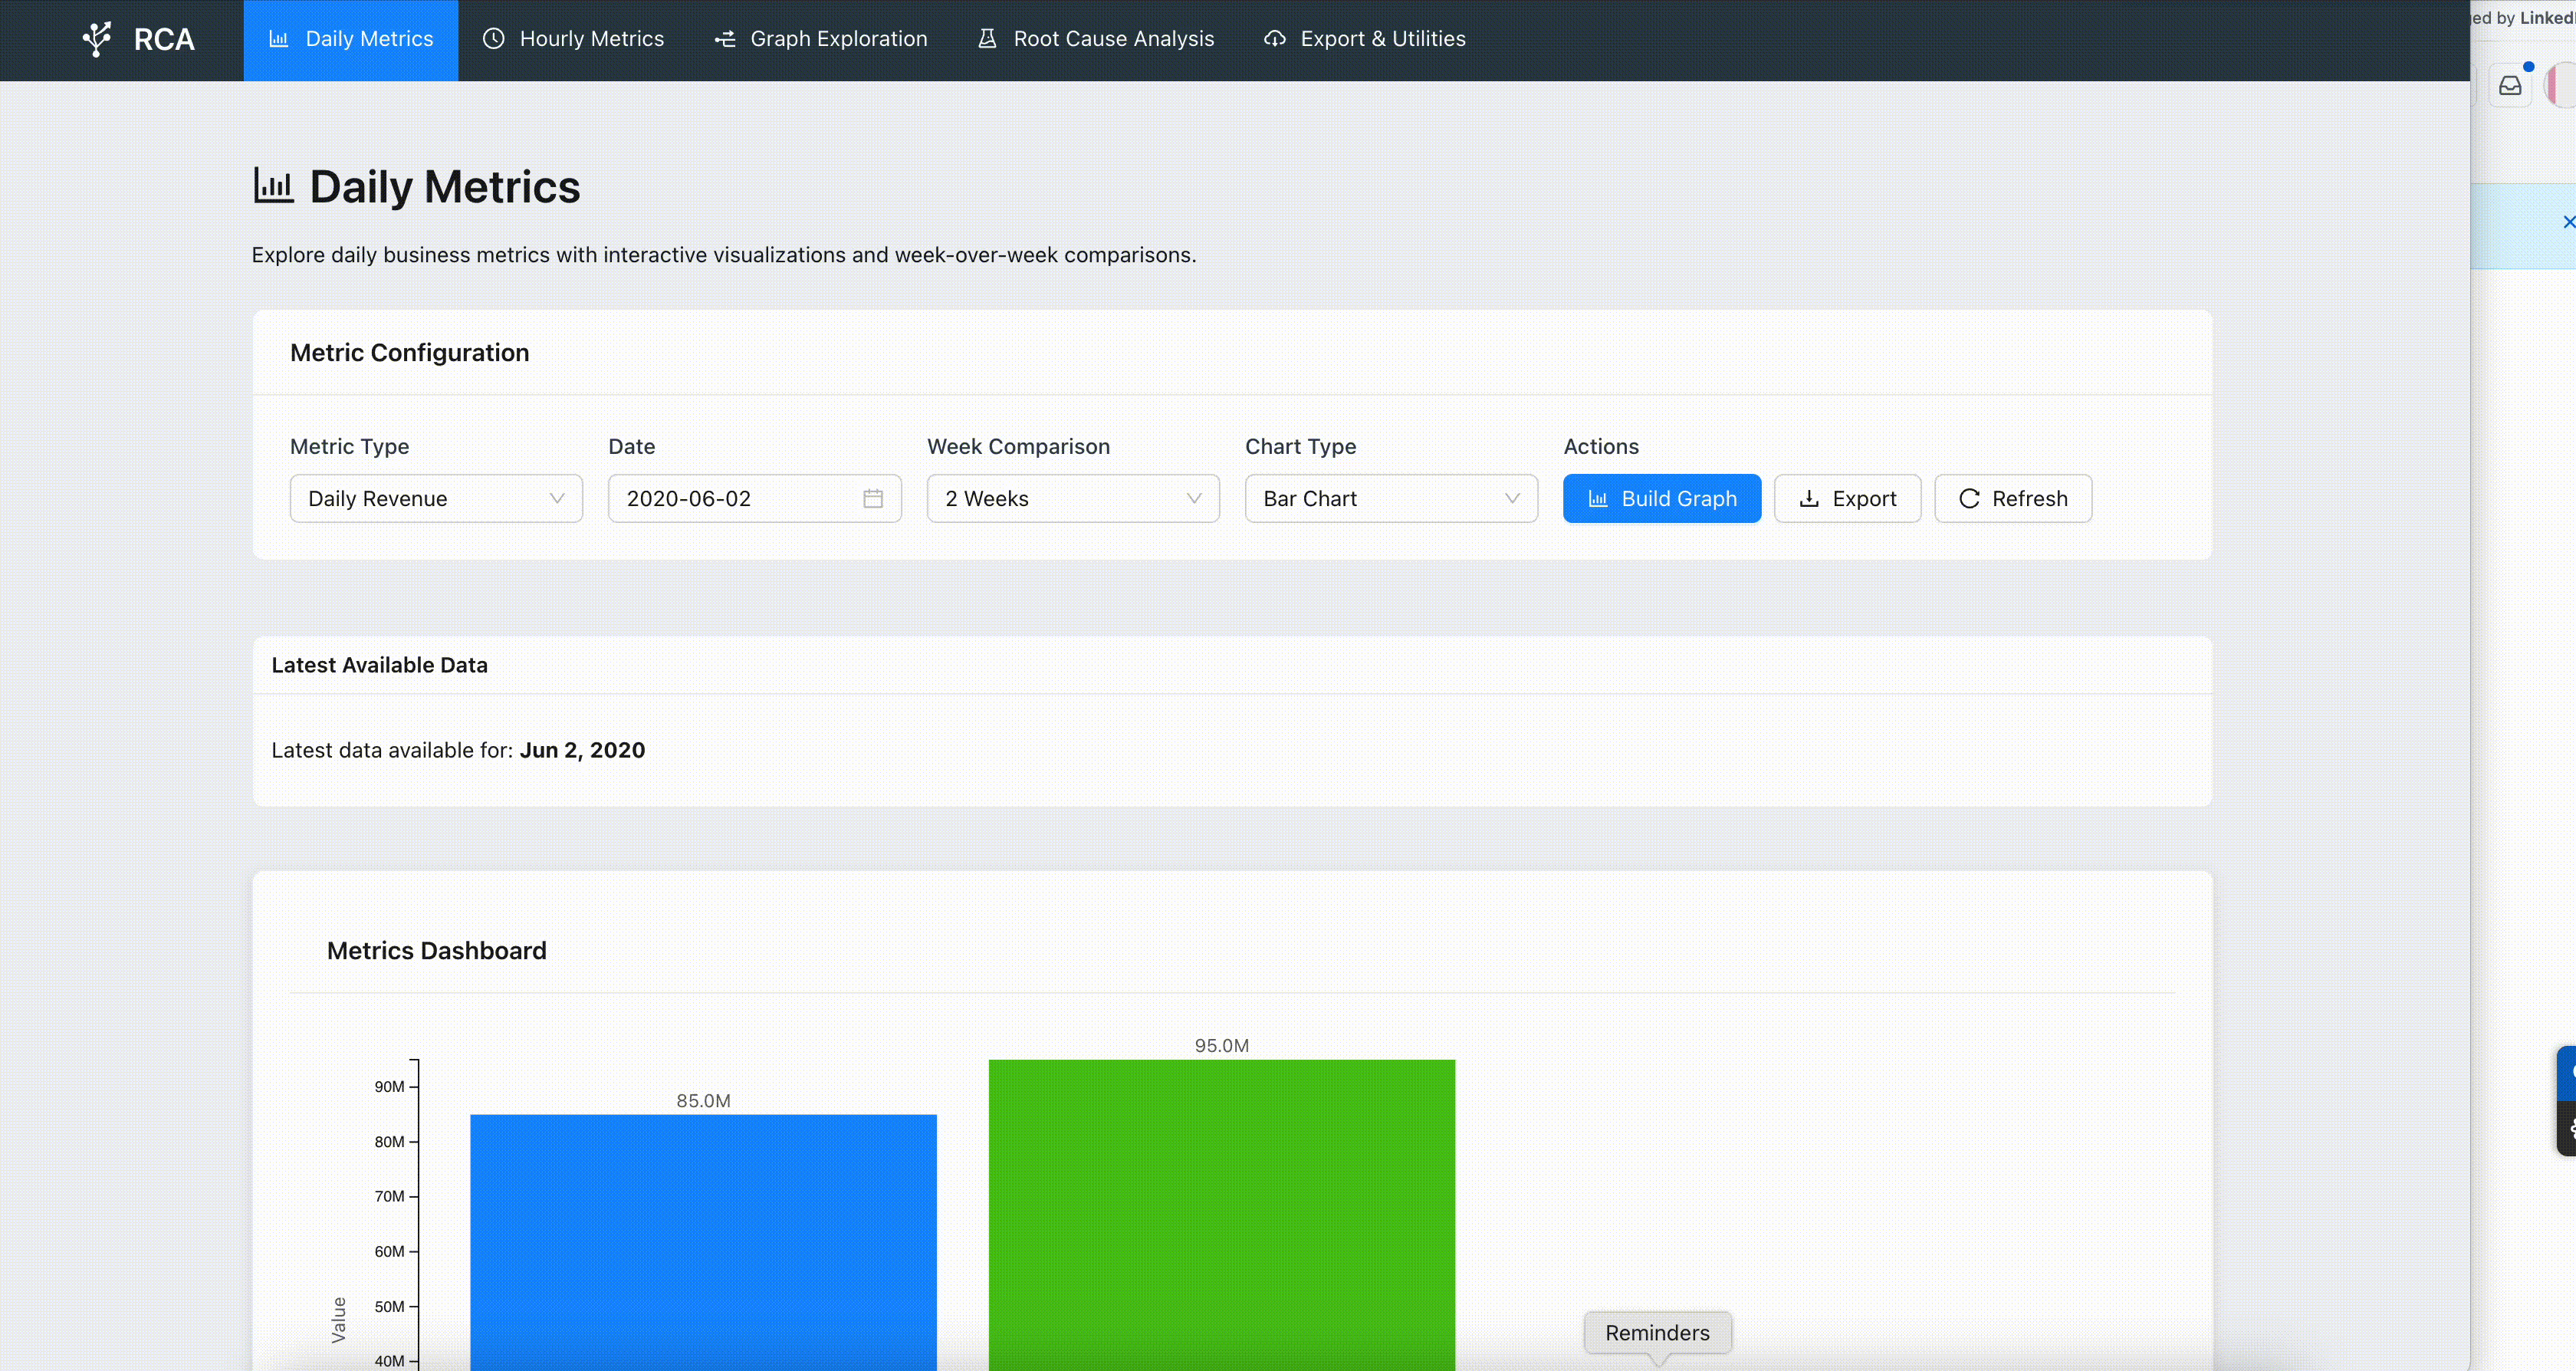 RCA
Daily Metrics
Hourly Metrics
Graph Exploration
Root Cause Analysis
Export & Utilities
by Linked
Daily Metrics
Explore daily business metrics with interactive visualizations and week-over-week comparisons.
Metric Configuration
Metric Type
Date
Week Comparison
Chart Type
Actions
Daily Revenue
2020-06-02
2 Weeks
Bar Chart
Build Graph
Export
Refresh
Latest Available Data
Latest data available for: Jun 2, 2020
Metrics Dashboard
95.0M
85.0M
90M
80M
70M
60M
50M
40M
Value
Reminders